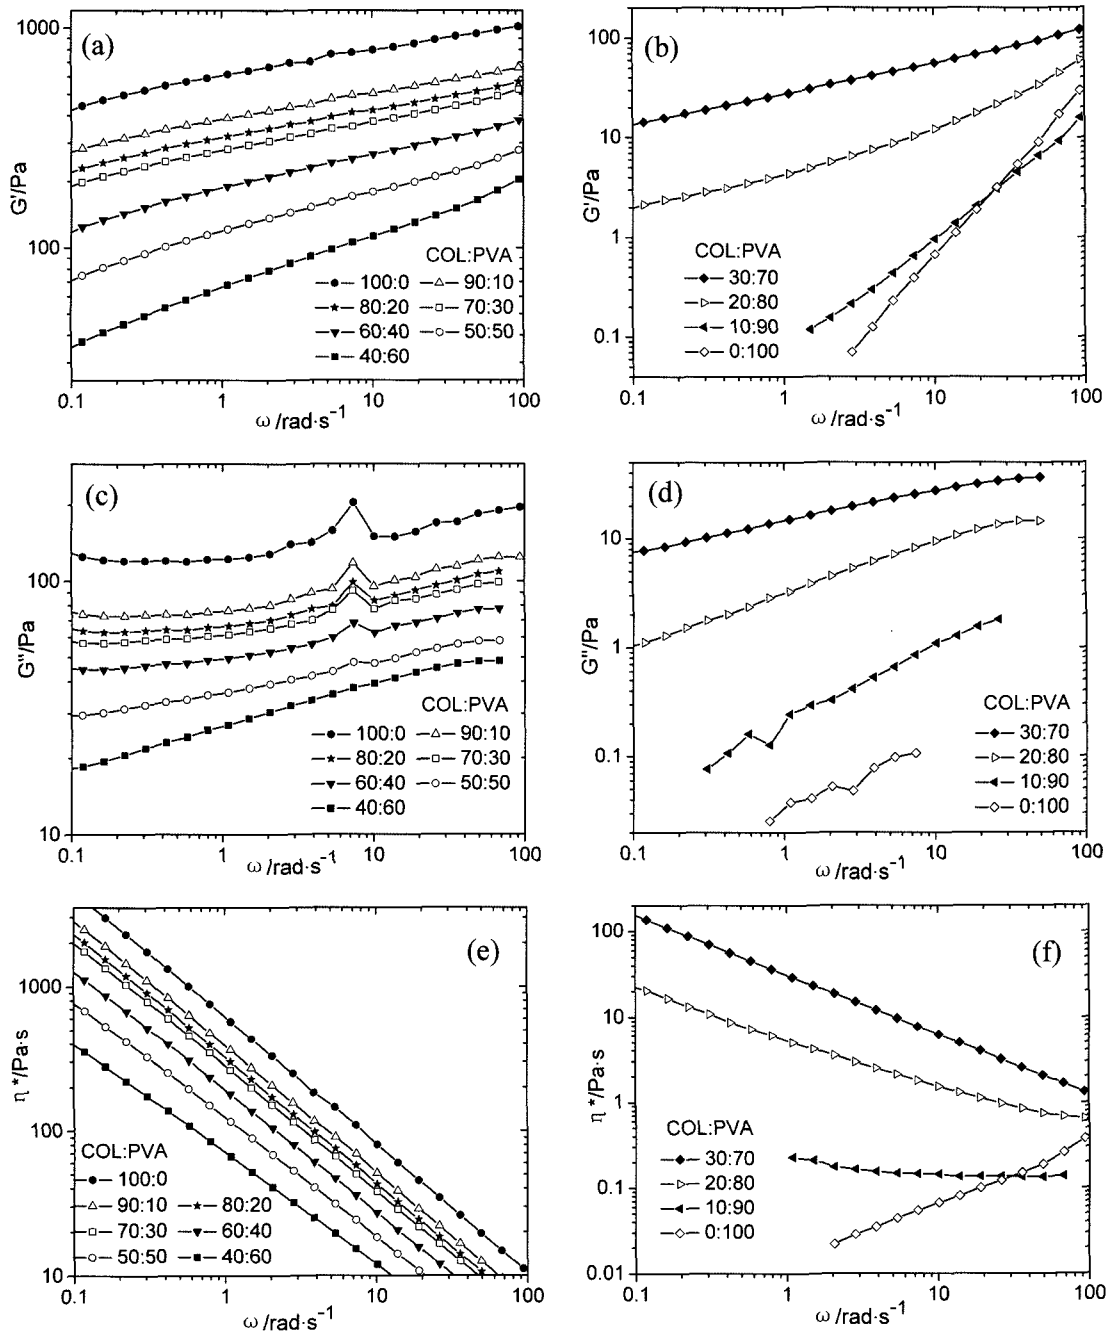 (a)
1000
100
G'/Pa
COL:PVA
100:0 90:10
80:20 70:30
60:40 50:50
40:60
0.1 1 10 100
ω/rad·s⁻¹
(b)
100
10
1
0.1
G'/Pa
COL:PVA
30:70
20:80
10:90
0:100
0.1 1 10 100
ω/rad·s⁻¹
(c)
100
10
G''/Pa
COL:PVA
100:0 90:10
80:20 70:30
60:40 50:50
40:60
0.1 1 10 100
ω/rad·s⁻¹
(d)
10
1
0.1
G''/Pa
COL:PVA
30:70
20:80
10:90
0:100
0.1 1 10 100
ω/rad·s⁻¹
(e)
1000
100
10
η*/Pa·s
COL:PVA
100:0
90:10 80:20
70:30 60:40
50:50 40:60
0.1 1 10 100
ω/rad·s⁻¹
(f)
100
10
1
0.1
0.01
η*/Pa·s
COL:PVA
30:70
20:80
10:90
0:100
0.1 1 10 100
ω/rad·s⁻¹